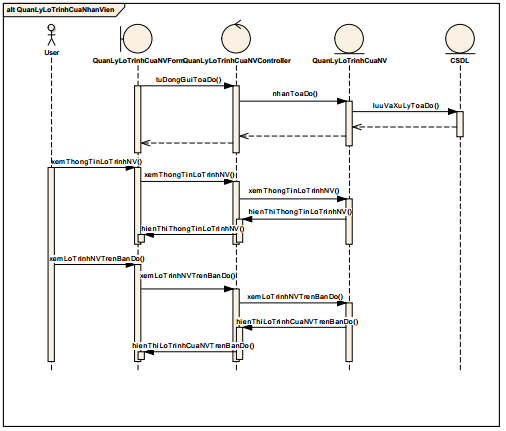 alt QuanLyLoTrinhCuaNhanVien
User
QuanLyLoTrinhCuaNVForm
QuanLyLoTrinhCuaNVController
QuanLyLoTrinhCuaNV
CSDL
tuDongGuiToaDo()
nhanToaDo()
luuVaXuLyToaDo()
xemThongTinLoTrinhNV()
xemThongTinLoTrinhNV()
xemThongTinLoTrinhNV()
hienThiThongTinLoTrinhNV()
hienThiThongTinLoTrinhNV()
xemLoTrinhNVTrenBanDo()
xemLoTrinhNVTrenBanDo()
xemLoTrinhNVTrenBanDo()
hienThiLoTrinhCuaNVTrenBanDo()
hienThiLoTrinhCuaNVTrenBanDo()